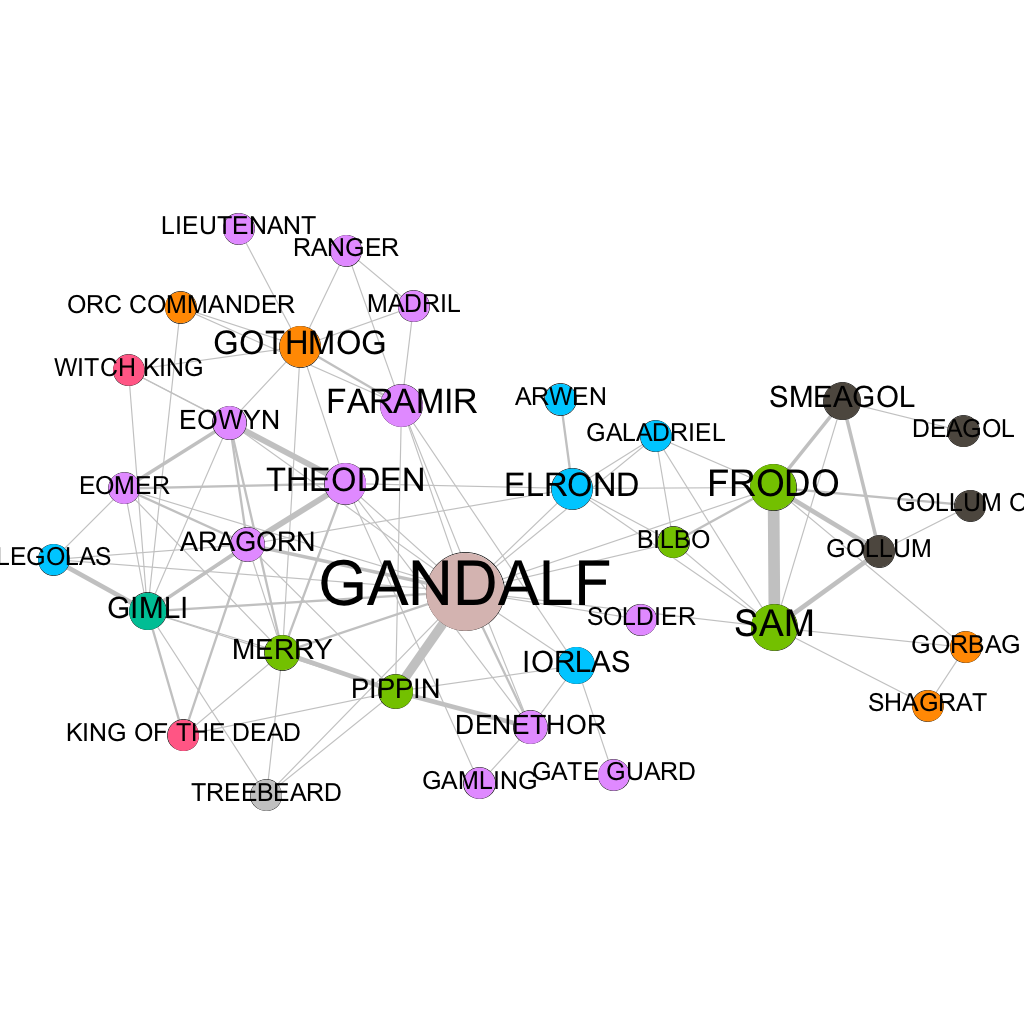 LIEUTENANT
RANGER
ORC COMMANDER
MADRIL
GOTHMOG
WITCH KING
ARWEN
SMEAGOL
FARAMIR
EOWYN
GALADRIEL
DEAGOL
THEODEN
EOMER
ELROND
FRODO
GOLLUM C
ARAGORN
BILBO
GOLLUM
LEGOLAS
GANDALF
GIMLI
SOLDIER
SAM
MERRY
GORBAG
IORLAS
PIPPIN
SHAGRAT
KING OF THE DEAD
DENETHOR
GAMLING
GATE GUARD
TREEBEARD